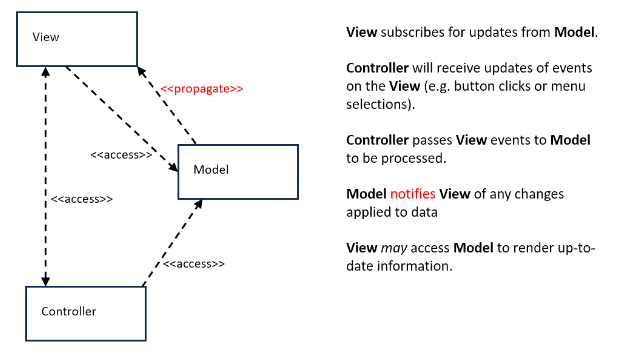 View
<<propagate>>
<<access>>
Model
<<access>>
<<access>>
Controller
View subscribes for updates from Model.
Controller will receive updates of events
on the View (e.g. button clicks or menu
selections).
Controller passes View events to Model
to be processed.
Model notifies View of any changes
applied to data
View may access Model to render up-to-
date information.